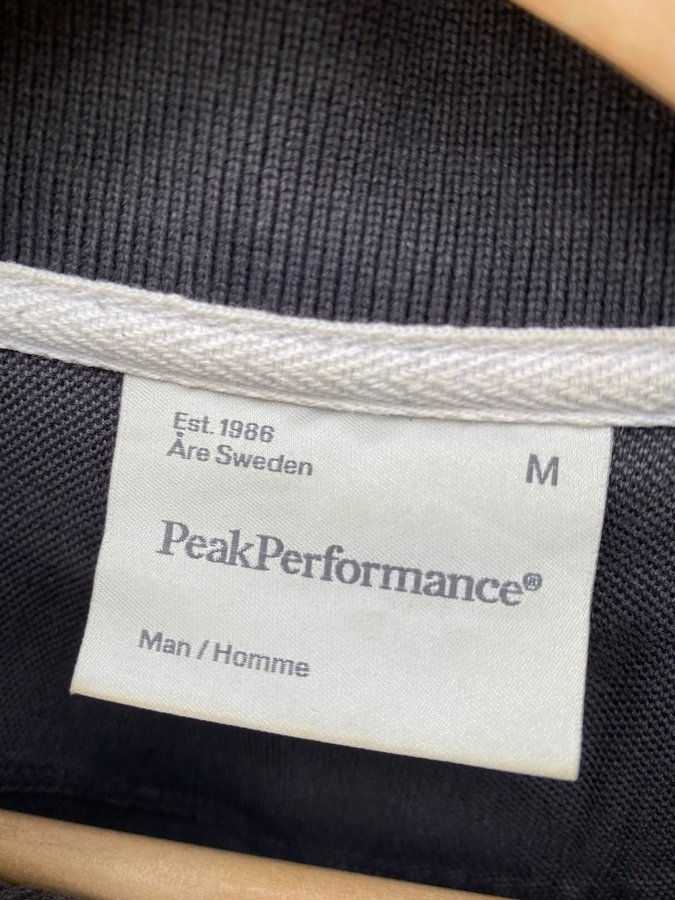 Est. 1986
Åre Sweden
M
PeakPerformance®
Man / Homme